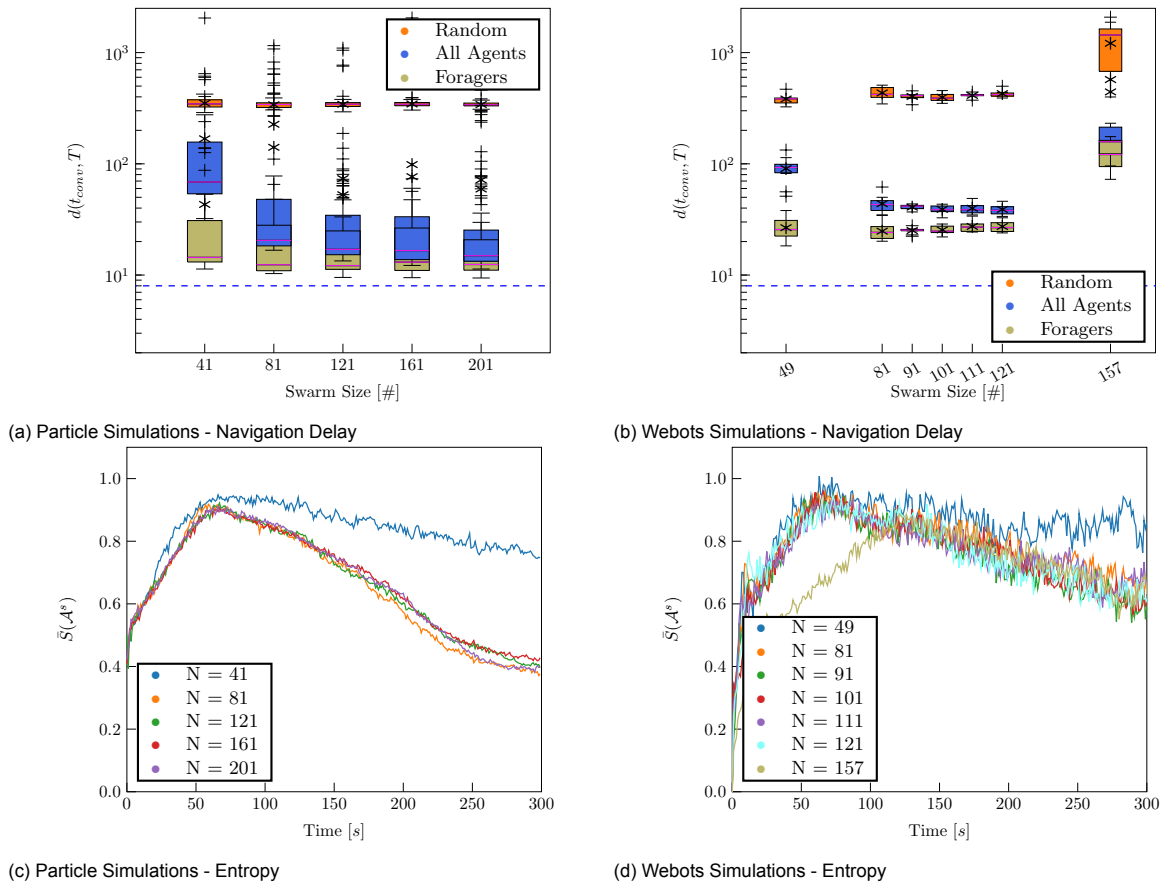 10³
10²
10¹
d(t_conv, T)
Random
All Agents
Foragers
41 81 121 161 201
Swarm Size [#]
(a) Particle Simulations - Navigation Delay
10³
10²
10¹
d(t_conv, T)
Random
All Agents
Foragers
49 81 91 101 111 121 157
Swarm Size [#]
(b) Webots Simulations - Navigation Delay
1.0
0.8
0.6
0.4
0.2
0.0
S̄(𝒜ˢ)
N = 41
N = 81
N = 121
N = 161
N = 201
0 50 100 150 200 250 300
Time [s]
(c) Particle Simulations - Entropy
1.0
0.8
0.6
0.4
0.2
0.0
S̄(𝒜ˢ)
N = 49
N = 81
N = 91
N = 101
N = 111
N = 121
N = 157
0 50 100 150 200 250 300
Time [s]
(d) Webots Simulations - Entropy